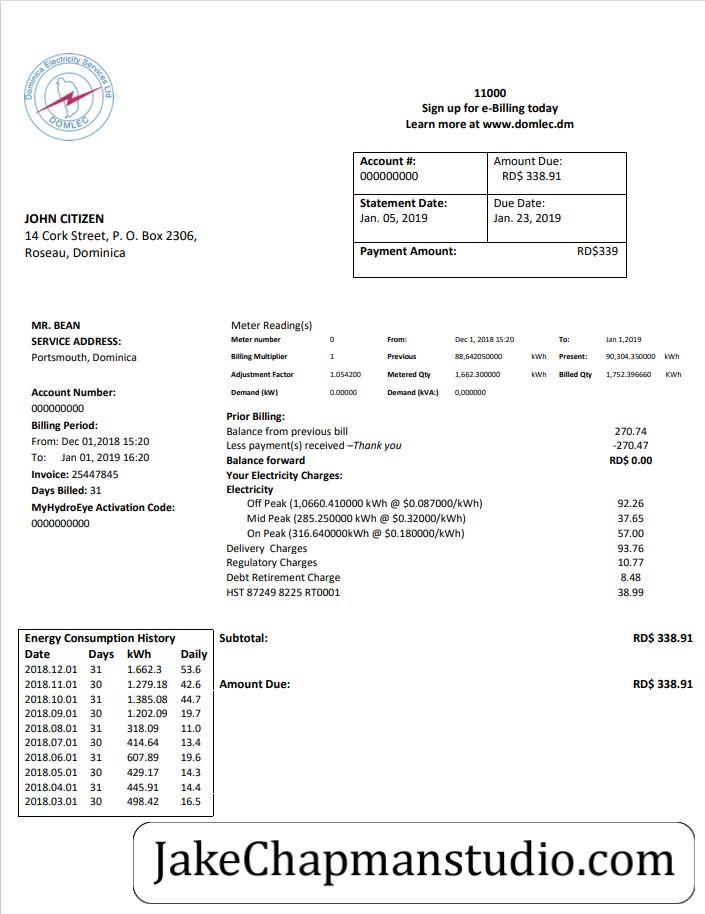 Dominica Electricity Services Ltd
DOMLEC
11000
Sign up for e-Billing today
Learn more at www.domlec.dm
Account #: Amount Due:
000000000 RD$ 338.91
Statement Date: Due Date:
Jan. 05, 2019 Jan. 23, 2019
Payment Amount: RD$339
JOHN CITIZEN
14 Cork Street, P. O. Box 2306,
Roseau, Dominica
MR. BEAN
SERVICE ADDRESS:
Portsmouth, Dominica
Account Number:
000000000
Billing Period:
From: Dec 01,2018 15:20
To: Jan 01, 2019 16:20
Invoice: 25447845
Days Billed: 31
MyHydroEye Activation Code:
0000000000
Meter Reading(s)
Meter number 0 From: Dec 1, 2018 15:20 To: Jan 1,2019
Billing Multiplier 1 Previous 88,642050000 kWh Present: 90,304.350000 kWh
Adjustment Factor 1.054200 Metered Qty 1,662.300000 kWh Billed Qty 1,752.396660 KWh
Demand (kW) 0.00000 Demand (kVA:) 0,000000
Prior Billing:
Balance from previous bill 270.74
Less payment(s) received –Thank you -270.47
Balance forward RD$ 0.00
Your Electricity Charges:
Electricity
Off Peak (1,0660.410000 kWh @ $0.087000/kWh) 92.26
Mid Peak (285.250000 kWh @ $0.32000/kWh) 37.65
On Peak (316.640000kWh @ $0.180000/kWh) 57.00
Delivery Charges 93.76
Regulatory Charges 10.77
Debt Retirement Charge 8.48
HST 87249 8225 RT0001 38.99
Subtotal: RD$ 338.91
Amount Due: RD$ 338.91
Energy Consumption History
Date Days kWh Daily
2018.12.01 31 1.662.3 53.6
2018.11.01 30 1.279.18 42.6
2018.10.01 31 1.385.08 44.7
2018.09.01 30 1.202.09 19.7
2018.08.01 31 318.09 11.0
2018.07.01 30 414.64 13.4
2018.06.01 31 607.89 19.6
2018.05.01 30 429.17 14.3
2018.04.01 31 445.91 14.4
2018.03.01 30 498.42 16.5
JakeChapmanstudio.com